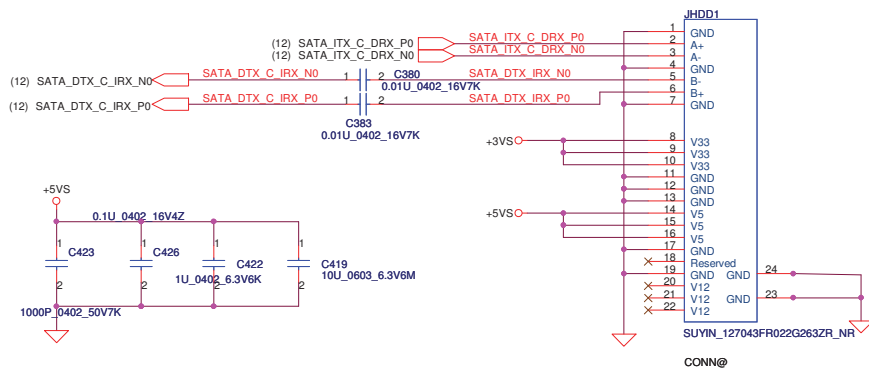 JHDD1
1
GND
(12) SATA_ITX_C_DRX_P0
SATA_ITX_C_DRX_P0
2
A+
(12) SATA_ITX_C_DRX_N0
SATA_ITX_C_DRX_N0
3
A-
4
GND
(12) SATA_DTX_C_IRX_N0
SATA_DTX_C_IRX_N0
1
2
C380
SATA_DTX_IRX_N0
5
B-
0.01U_0402_16V7K
6
B+
(12) SATA_DTX_C_IRX_P0
SATA_DTX_C_IRX_P0
1
2
SATA_DTX_IRX_P0
7
GND
C383
0.01U_0402_16V7K
+3VS
8
V33
9
V33
10
V33
11
GND
12
GND
13
GND
+5VS
14
V5
15
V5
16
V5
17
GND
18
Reserved
19
GND
GND
24
20
V12
21
V12
GND
23
22
V12
SUYIN_127043FR022G263ZR_NR
CONN@
+5VS
0.1U_0402_16V4Z
1
1
1
1
C423
C426
C422
C419
1U_0402_6.3V6K
10U_0603_6.3V6M
2
2
2
2
1000P_0402_50V7K